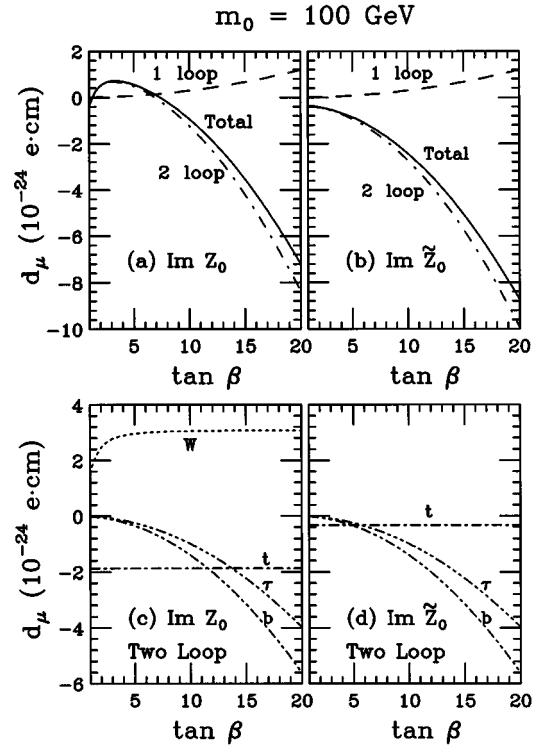 m₀ = 100 GeV
d_μ (10⁻²⁴ e·cm)
2
0
-2
-4
-6
-8
-10
1 loop
Total
2 loop
(a) Im Z₀
5 10 15 20
tan β
1 loop
Total
2 loop
(b) Im Z̃₀
5 10 15 20
tan β
d_μ (10⁻²⁴ e·cm)
4
2
0
-2
-4
-6
W
t
τ
b
(c) Im Z₀
Two Loop
5 10 15 20
tan β
t
τ
b
(d) Im Z̃₀
Two Loop
5 10 15 20
tan β